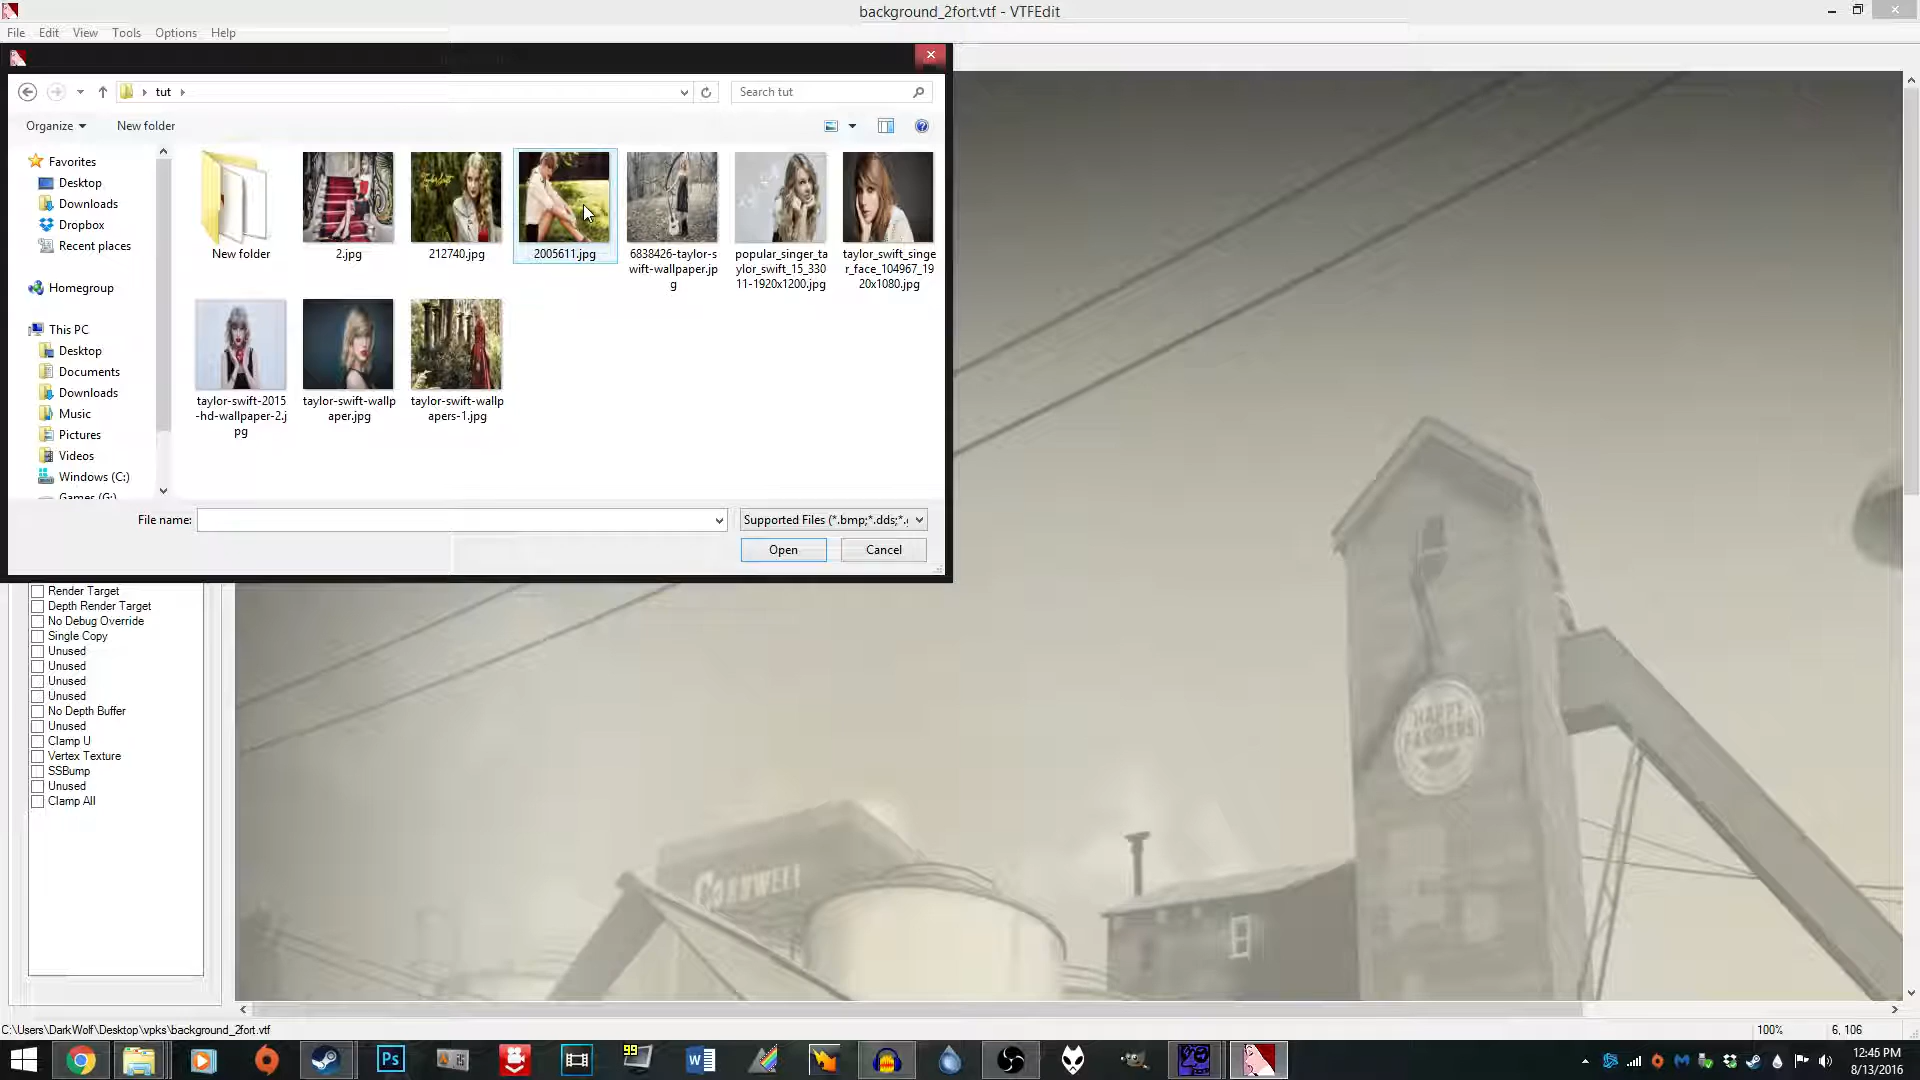 background_2fort.vtf - VTFEdit
File Edit View Tools Options Help
tut
Search tut
Organize New folder
Favorites
Desktop
Downloads
Dropbox
Recent places
Homegroup
This PC
Desktop
Documents
Downloads
Music
Pictures
Videos
Windows (C:)
Games (G:)
New folder
2.jpg
212740.jpg
2005611.jpg
6838426-taylor-s
wift-wallpaper.jp
g
popular_singer_ta
ylor_swift_15_330
11-1920x1200.jpg
taylor_swift_singe
r_face_104967_19
20x1080.jpg
taylor-swift-2015
-hd-wallpaper-2.j
pg
taylor-swift-wallp
aper.jpg
taylor-swift-wallp
apers-1.jpg
File name:
Supported Files (*.bmp;*.dds;*.
Open Cancel
Render Target
Depth Render Target
No Debug Override
Single Copy
Unused
Unused
Unused
Unused
No Depth Buffer
Unused
Clamp U
Vertex Texture
SSBump
Unused
Clamp All
HAPPY
FARMERS
CORNWELL
C:\Users\DarkWolf\Desktop\vpks\background_2fort.vtf
100% 6, 106
Ps
99
12:45 PM
8/13/2016